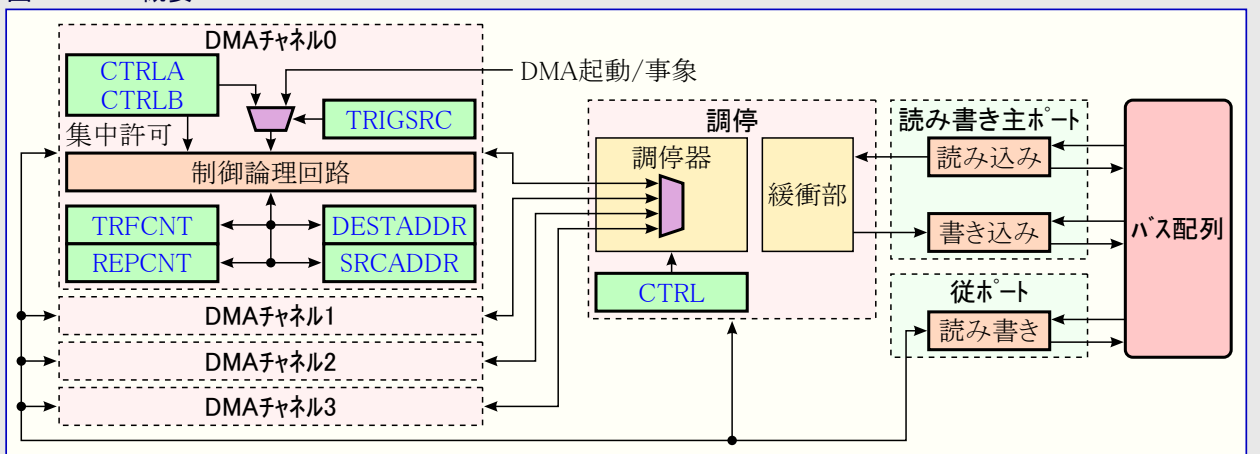 DMAチャネル0
CTRLA
CTRLB
DMA起動/事象
TRIGSRC
集中許可
制御論理回路
TRFCNT
DESTADDR
REPCNT
SRCADDR
DMAチャネル1
DMAチャネル2
DMAチャネル3
調停
調停器
緩衝部
CTRL
読み書き主ポート
読み込み
書き込み
従ポート
読み書き
バス配列